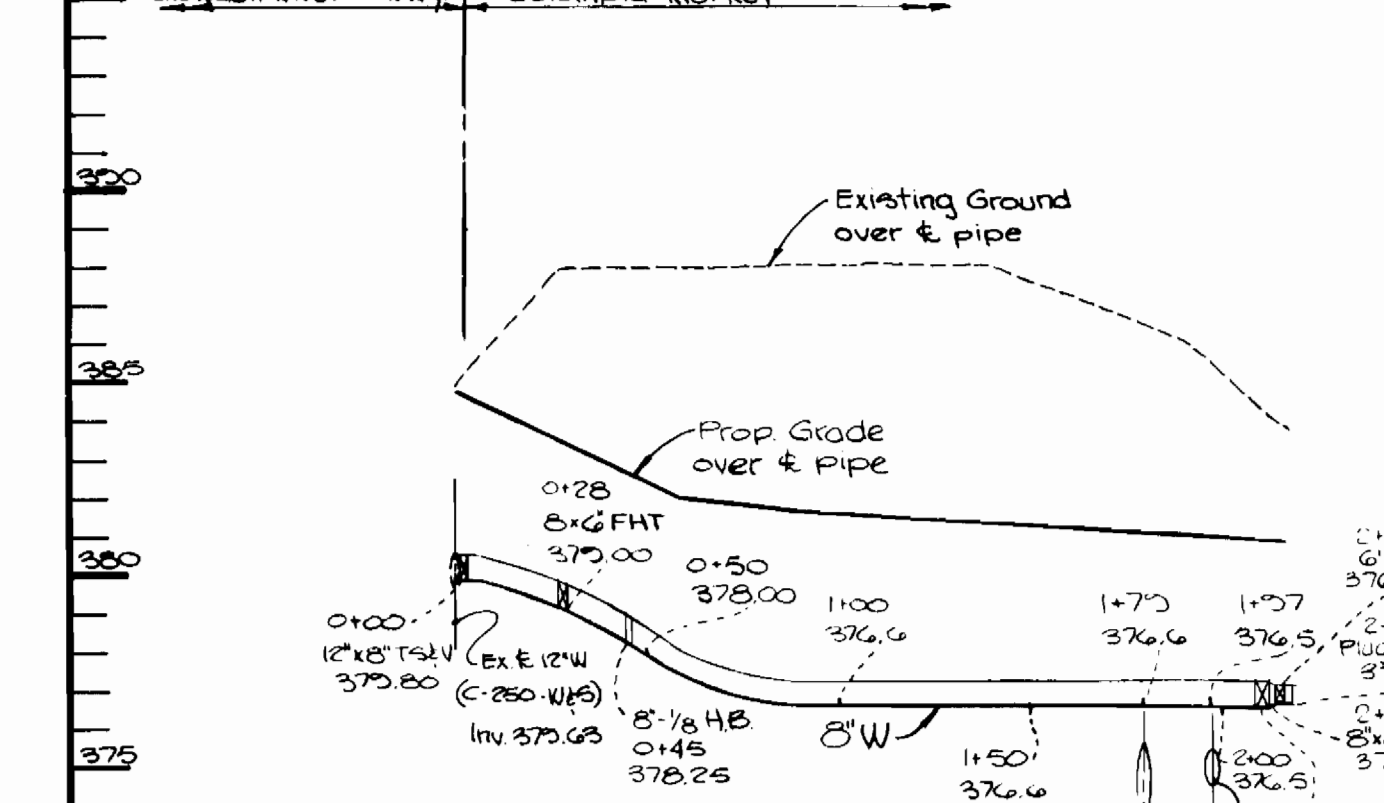 390
Existing Ground
over ℄ pipe
385
Prop. Grade
over ℄ pipe
0+28
8x6" FHT
379.00
380
0+50
378.00
1+00
376.6
1+79
376.6
1+97
376.5
0+00
12"x8" TS&V
379.80
Ex. ℄ 12"W
(C-250-W&S)
Inv. 379.63
8"-1/8 H.B.
0+45
378.25
8"W
1+50
376.6
2+00
376.5
375